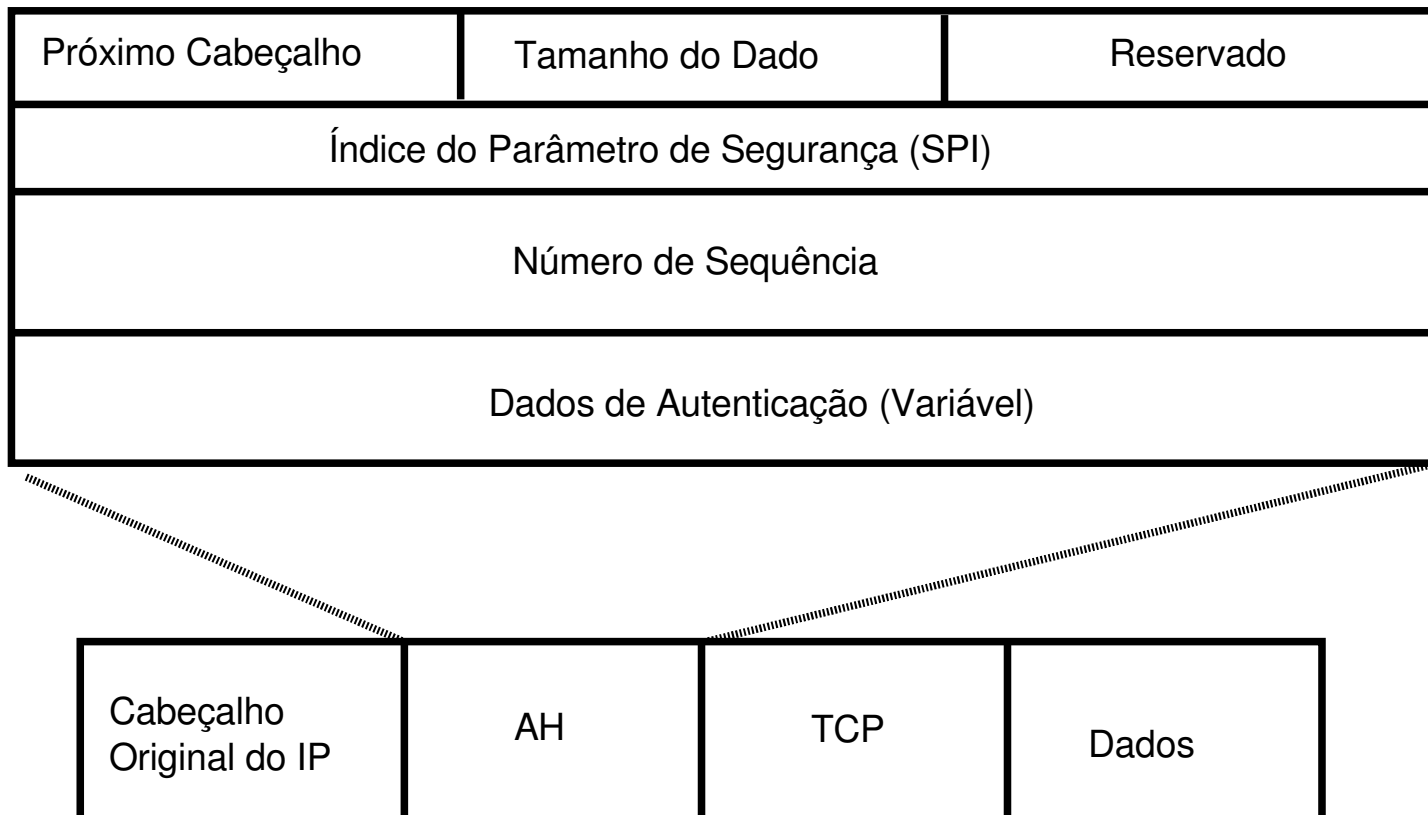 Próximo Cabeçalho
Tamanho do Dado
Reservado
Índice do Parâmetro de Segurança (SPI)
Número de Sequência
Dados de Autenticação (Variável)
Cabeçalho
Original do IP
AH
TCP
Dados